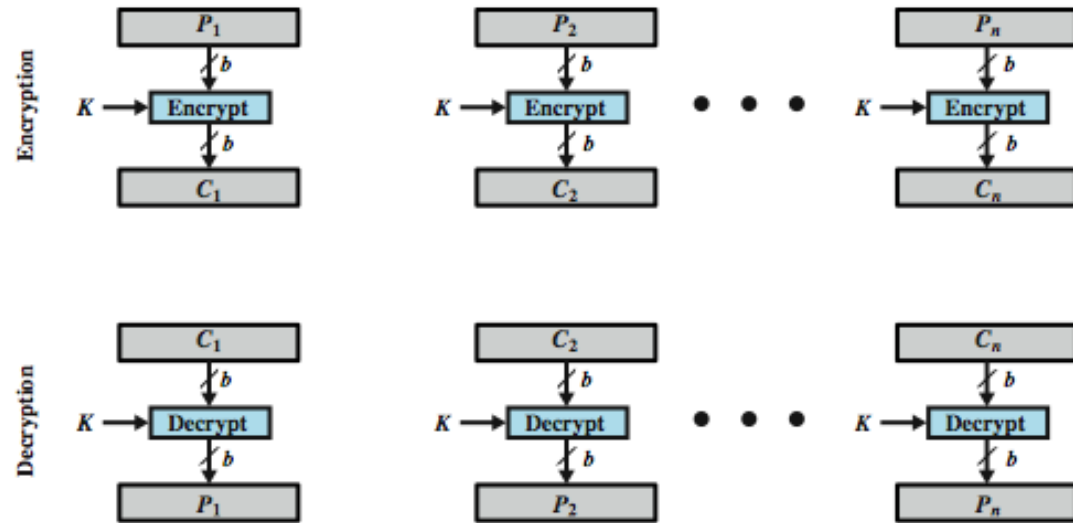 Encryption
P1 P2 Pn
b b b
K Encrypt K Encrypt • • • K Encrypt
b b b
C1 C2 Cn
Decryption
C1 C2 Cn
b b b
K Decrypt K Decrypt • • • K Decrypt
b b b
P1 P2 Pn